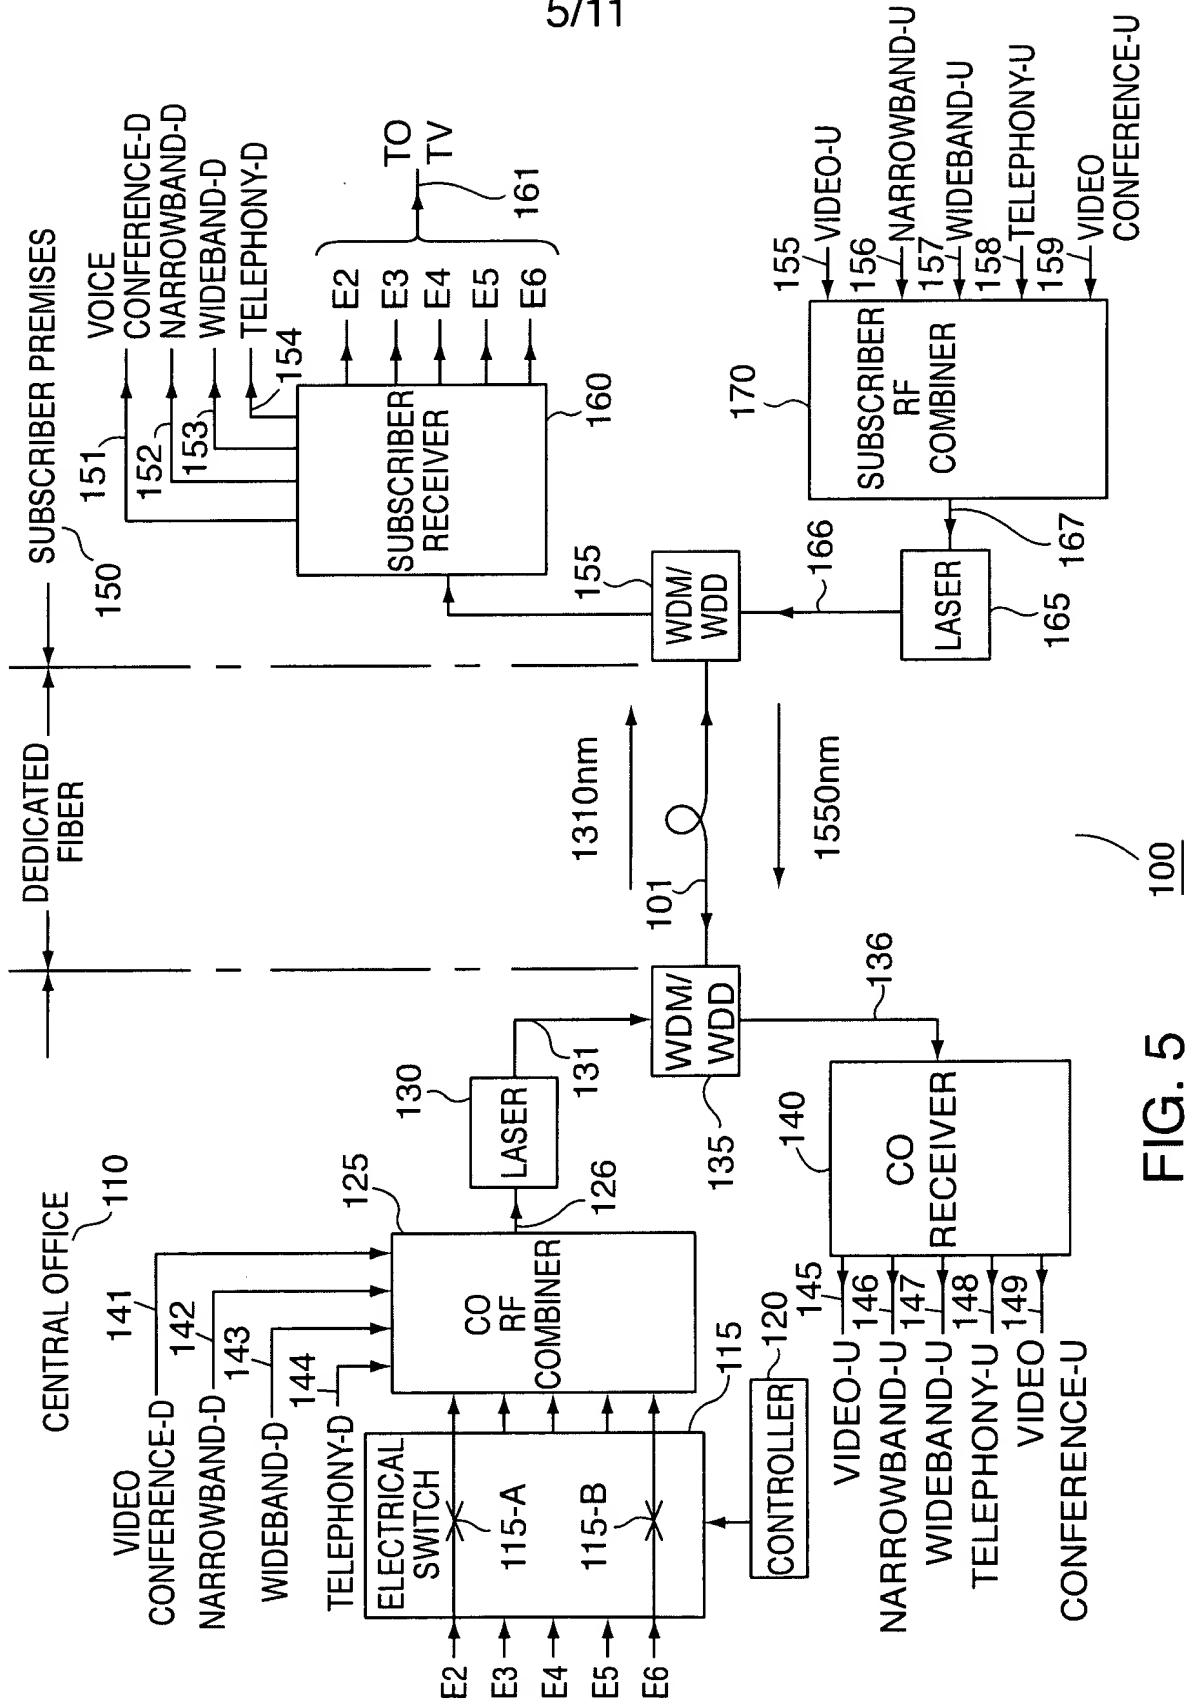 5/11
CENTRAL OFFICE
110
DEDICATED
FIBER
SUBSCRIBER PREMISES
150
VIDEO
CONFERENCE-D
141
NARROWBAND-D
142
WIDEBAND-D
143
TELEPHONY-D
144
ELECTRICAL
SWITCH
115-A
115-B
115
E2
E3
E4
E5
E6
CONTROLLER
120
CO
RF
COMBINER
125
126
LASER
130
131
WDM/
WDD
135
136
CO
RECEIVER
140
145
146
147
148
149
VIDEO-U
NARROWBAND-U
WIDEBAND-U
TELEPHONY-U
VIDEO
CONFERENCE-U
1310nm
101
1550nm
WDM/
WDD
155
SUBSCRIBER
RECEIVER
160
151
152
153
154
VOICE
CONFERENCE-D
NARROWBAND-D
WIDEBAND-D
TELEPHONY-D
E2
E3
E4
E5
E6
TO
TV
161
LASER
165
166
167
SUBSCRIBER
RF
COMBINER
170
155
VIDEO-U
156
NARROWBAND-U
157
WIDEBAND-U
158
TELEPHONY-U
159
VIDEO
CONFERENCE-U
100
FIG. 5